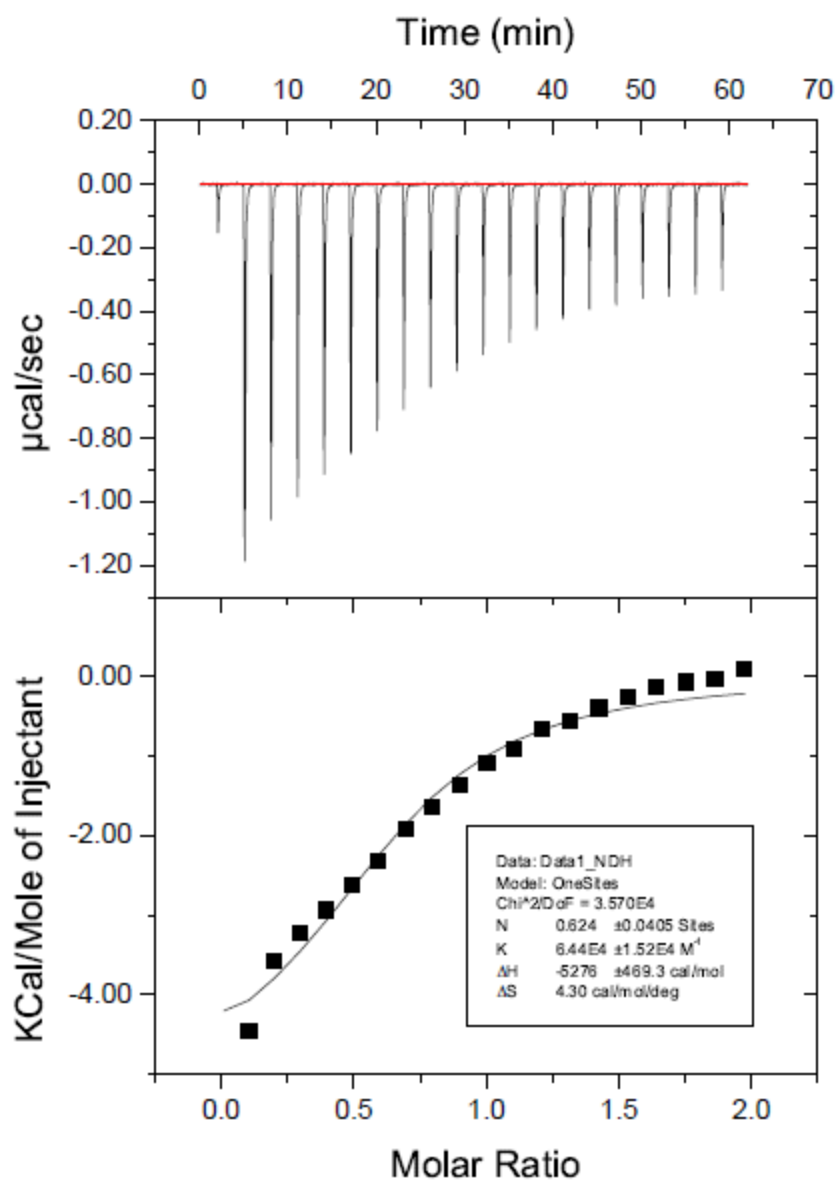 Time (min)
0 10 20 30 40 50 60 70
0.20
0.00
-0.20
-0.40
-0.60
-0.80
-1.00
-1.20
µcal/sec
0.00
-2.00
-4.00
KCal/Mole of Injectant
Data: Data1_NDH
Model: OneSites
Chi^2/DoF = 3.570E4
N 0.624 ±0.0405 Sites
K 6.44E4 ±1.52E4 M⁻¹
ΔH -5276 ±469.3 cal/mol
ΔS 4.30 cal/mol/deg
0.0 0.5 1.0 1.5 2.0
Molar Ratio